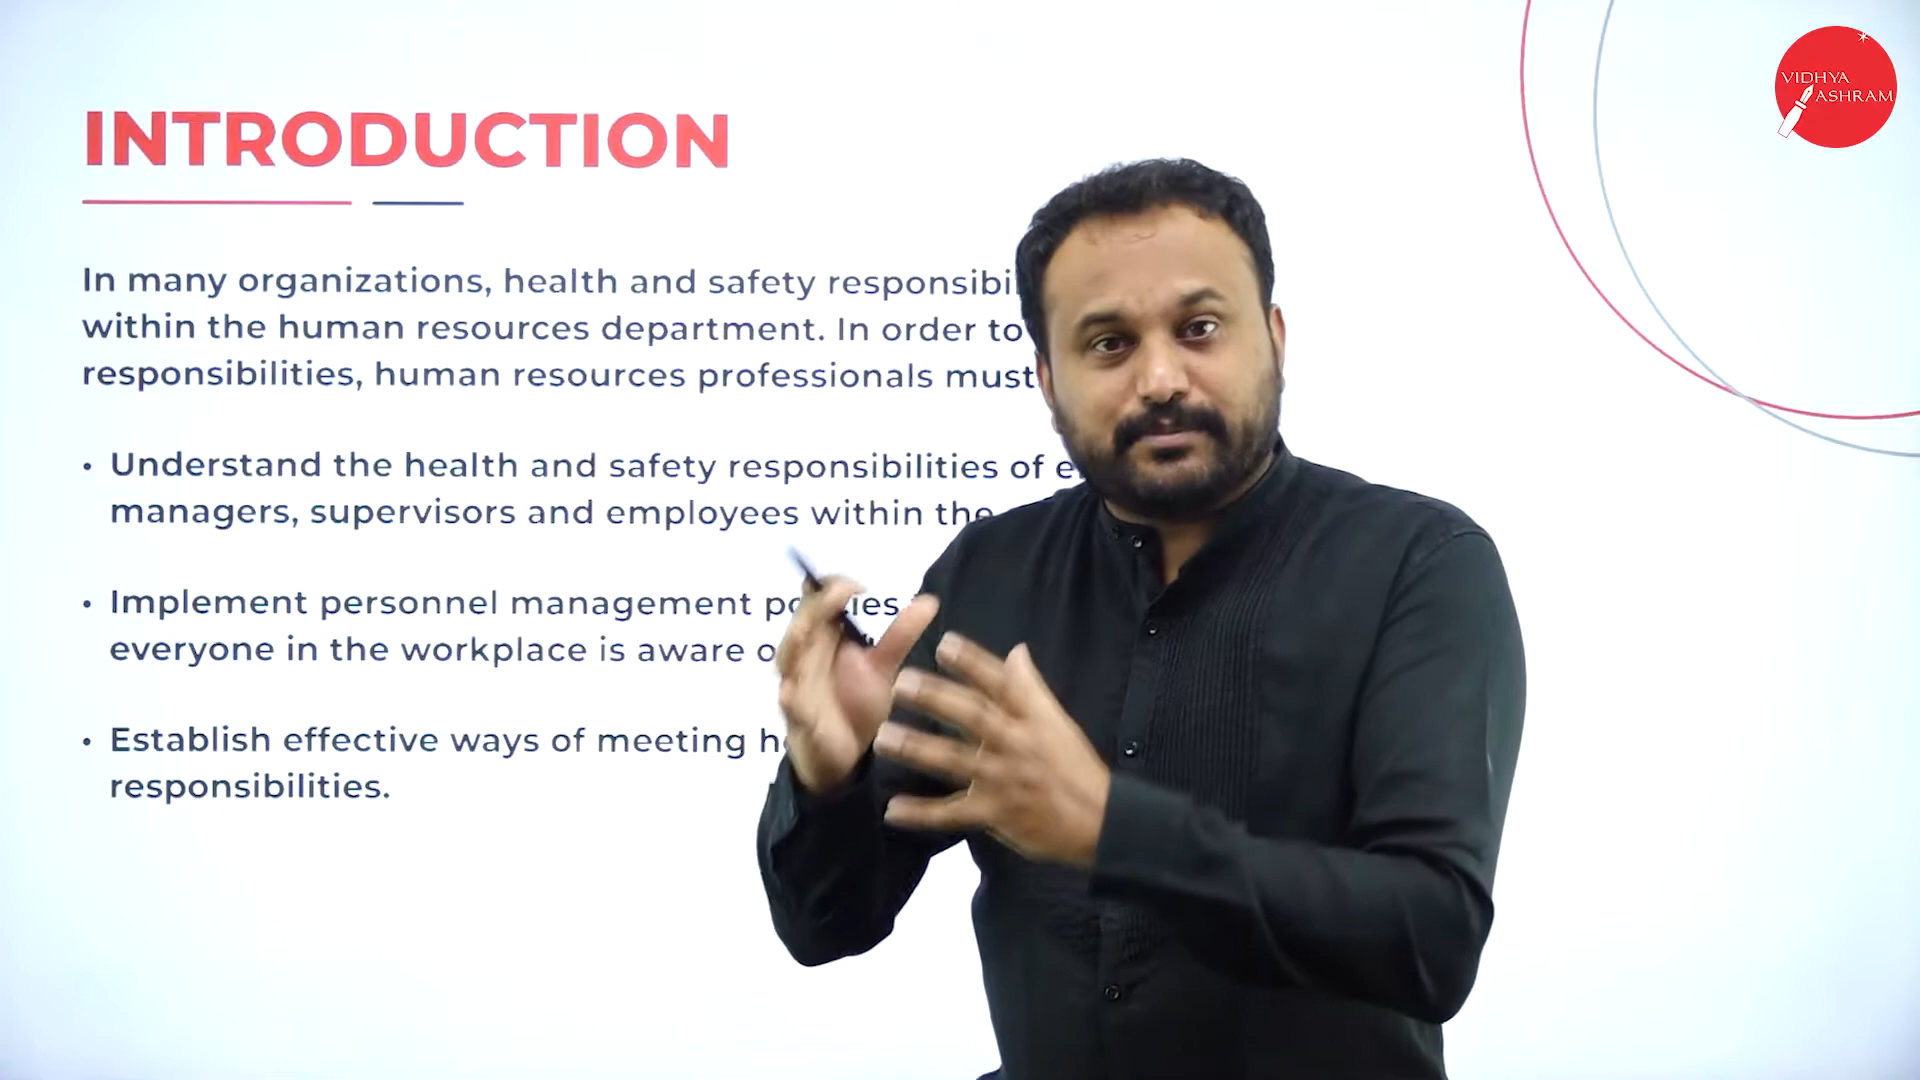 VIDHYA
ASHRAM
INTRODUCTION
In many organizations, health and safety
within the human resources department. In order to
responsibilities, human resources professionals must
• Understand the health and safety responsibilities of
managers, supervisors and employees within the
• Implement personnel management
everyone in the workplace is aware
• Establish effective ways of meeting
responsibilities.